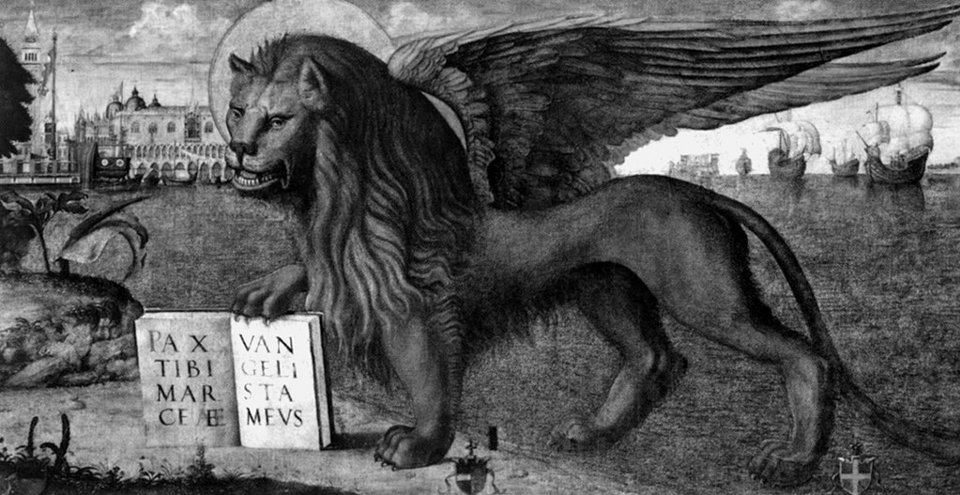 PAX
TIBI
MAR
CE E
VAN
GELI
STA
MEVS